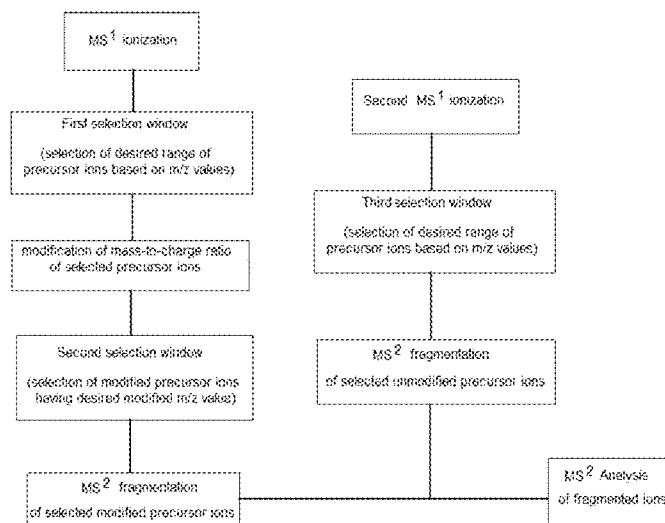 MS1 ionization
First selection window
(selection of desired range of
precursor ions based on m/z values)
modification of mass-to-charge ratio
of selected precursor ions
Second selection window
(selection of modified precursor ions
having desired modified m/z value)
MS2 fragmentation
of selected modified precursor ions
Second MS1 ionization
Third selection window
(selection of desired range of
precursor ions based on m/z values)
MS2 fragmentation
of selected unmodified precursor ions
MS2 Analysis
of fragmented ions